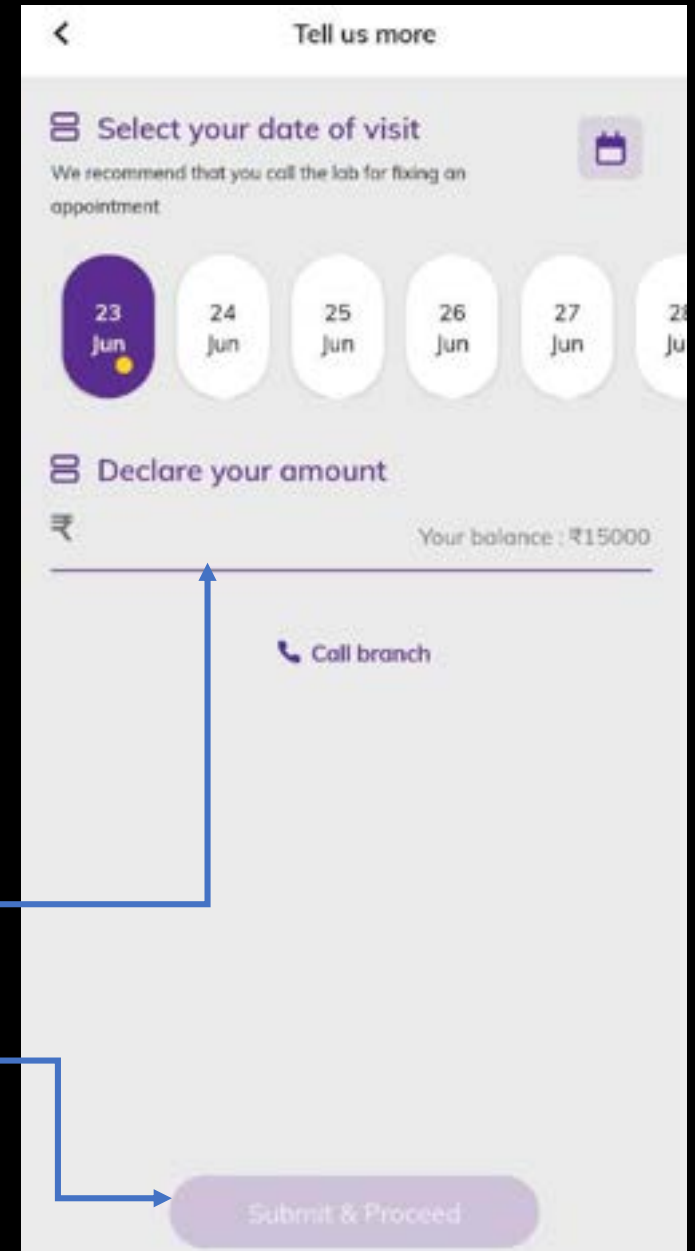 Tell us more
Select your date of visit
We recommend that you call the lab for fixing an
appointment
23 24 25 26 27 28
Jun Jun Jun Jun Jun Ju
Declare your amount
₹ Your balance : ₹15000
Call branch
Submit & Proceed